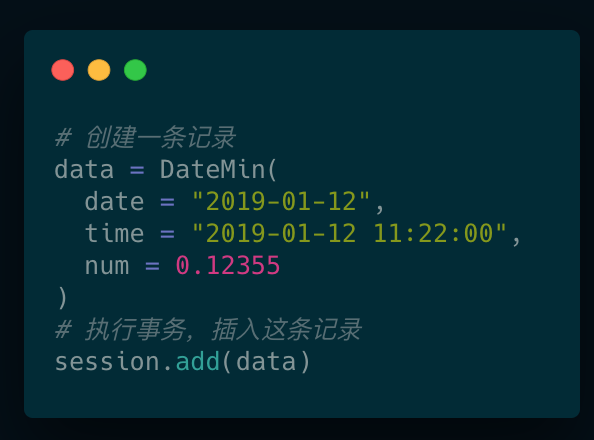 # 创建一条记录
data = DateMin(
  date = "2019-01-12",
  time = "2019-01-12 11:22:00",
  num = 0.12355
)
# 执行事务，插入这条记录
session.add(data)